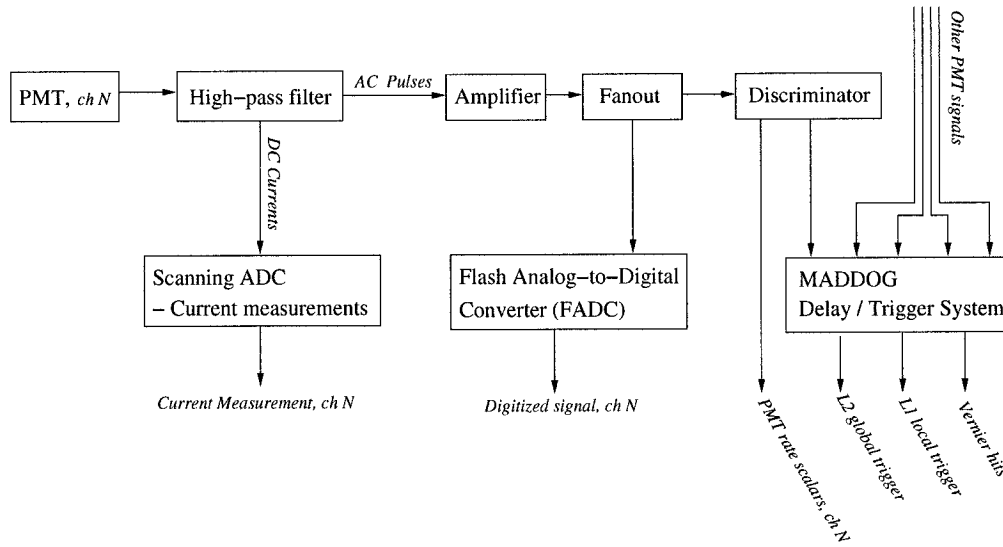 Other PMT signals
PMT, ch N
High-pass filter
AC Pulses
Amplifier
Fanout
Discriminator
DC Currents
Scanning ADC
– Current measurements
Flash Analog-to-Digital
Converter (FADC)
MADDOG
Delay / Trigger System
Current Measurement, ch N
Digitized signal, ch N
PMT rate scalars, ch N
L2 global trigger
L1 local trigger
Vernier hits